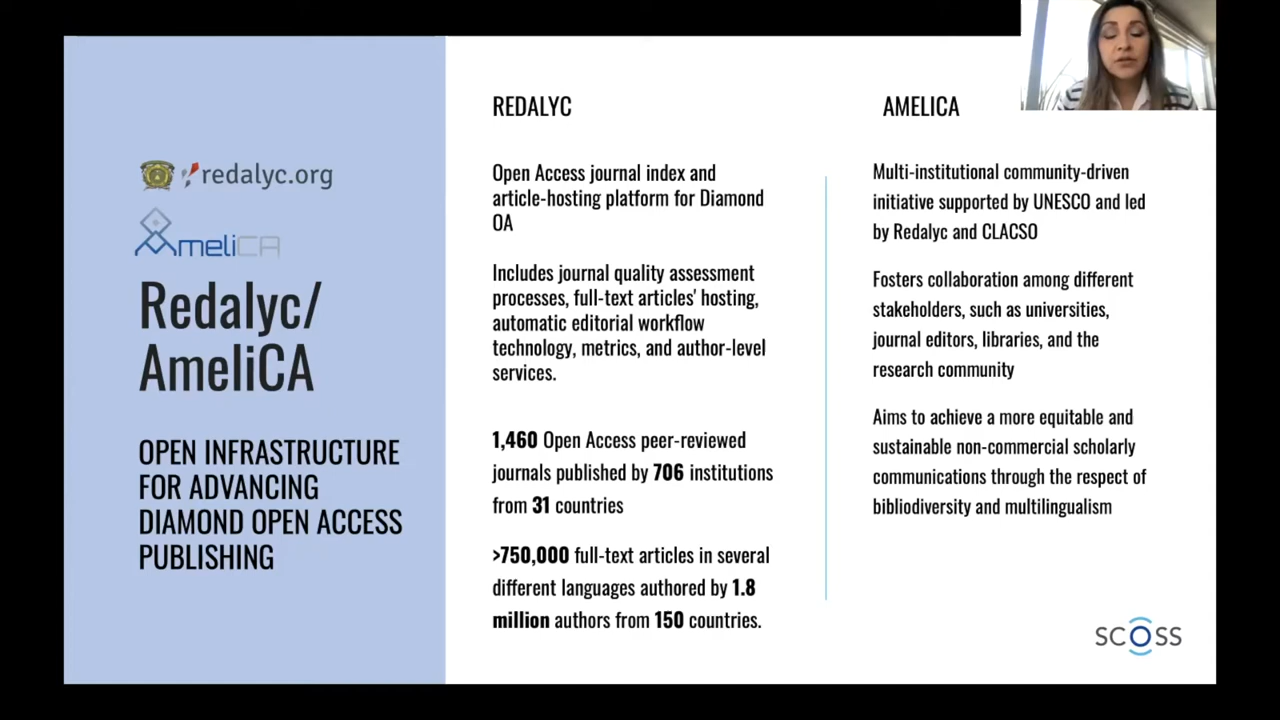 redalyc.org
AmeliCA
Redalyc/
AmeliCA
OPEN INFRASTRUCTURE
FOR ADVANCING
DIAMOND OPEN ACCESS
PUBLISHING
REDALYC
Open Access journal index and
article-hosting platform for Diamond
OA
Includes journal quality assessment
processes, full-text articles' hosting,
automatic editorial workflow
technology, metrics, and author-level
services.
1,460 Open Access peer-reviewed
journals published by 706 institutions
from 31 countries
>750,000 full-text articles in several
different languages authored by 1.8
million authors from 150 countries.
AMELICA
Multi-institutional community-driven
initiative supported by UNESCO and led
by Redalyc and CLACSO
Fosters collaboration among different
stakeholders, such as universities,
journal editors, libraries, and the
research community
Aims to achieve a more equitable and
sustainable non-commercial scholarly
communications through the respect of
bibliodiversity and multilingualism
SCOSS